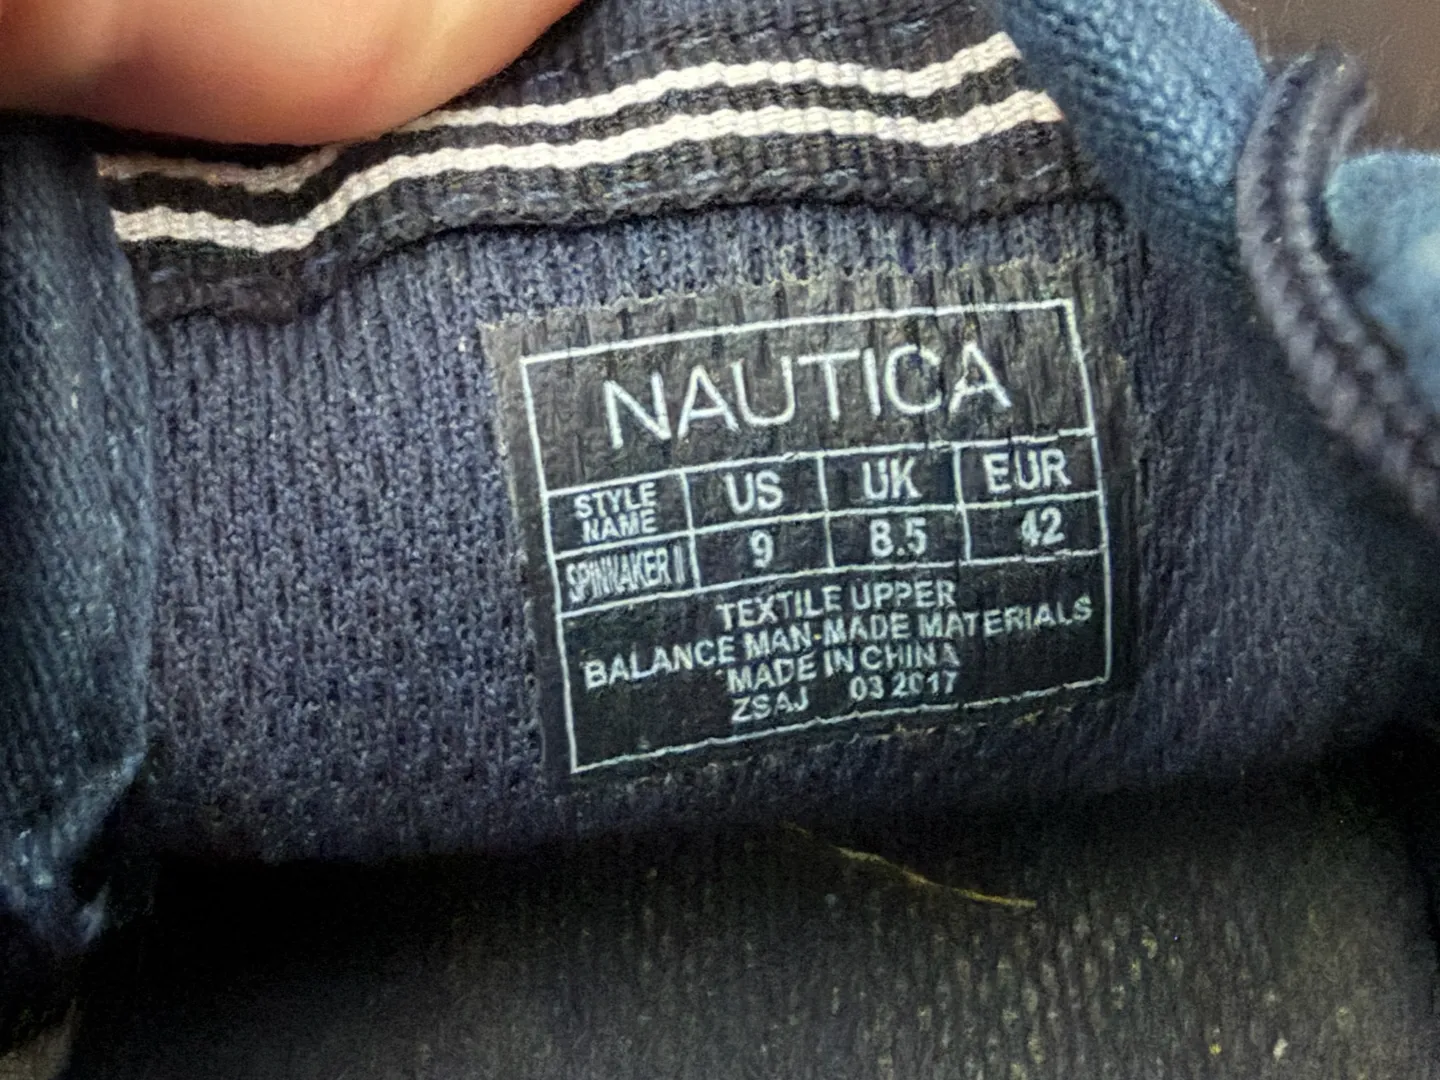 NAUTICA
STYLE NAME US UK EUR
SPINNAKER II 9 8.5 42
TEXTILE UPPER
BALANCE MAN-MADE MATERIALS
MADE IN CHINA
ZSAJ 03 2017